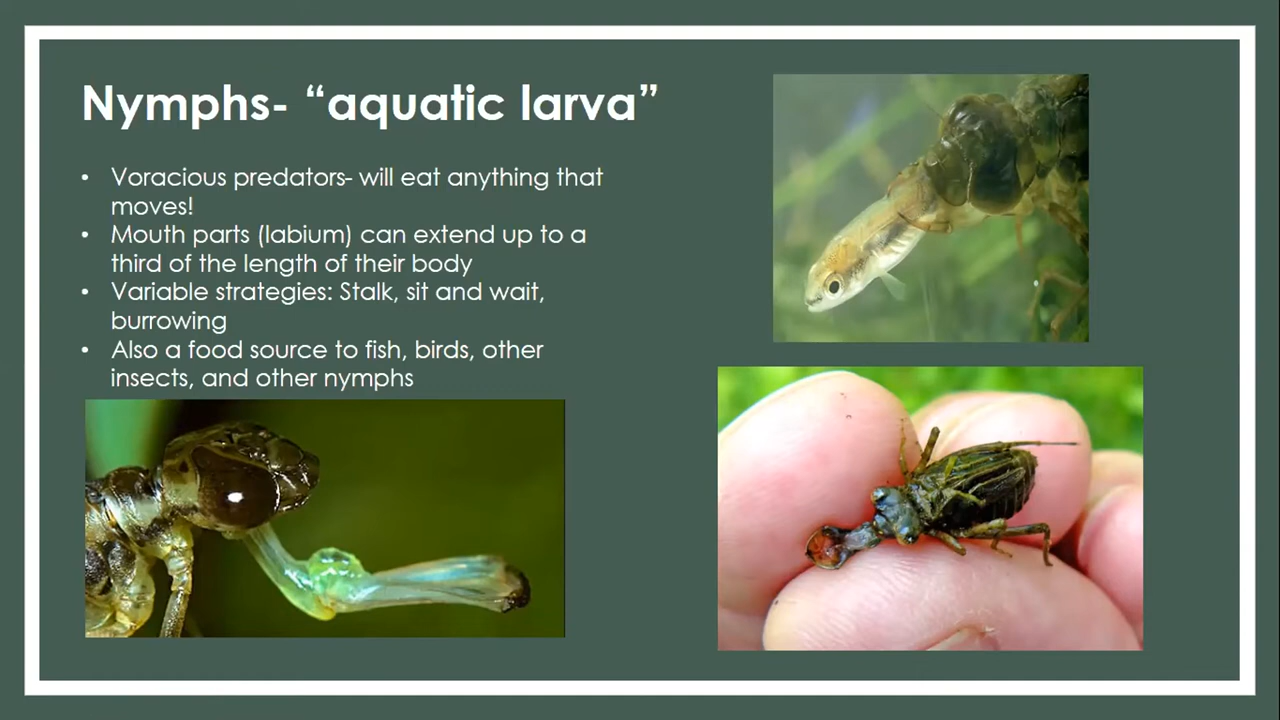 Nymphs- “aquatic larva”
• Voracious predators- will eat anything that
moves!
• Mouth parts (labium) can extend up to a
third of the length of their body
• Variable strategies: Stalk, sit and wait,
burrowing
• Also a food source to fish, birds, other
insects, and other nymphs